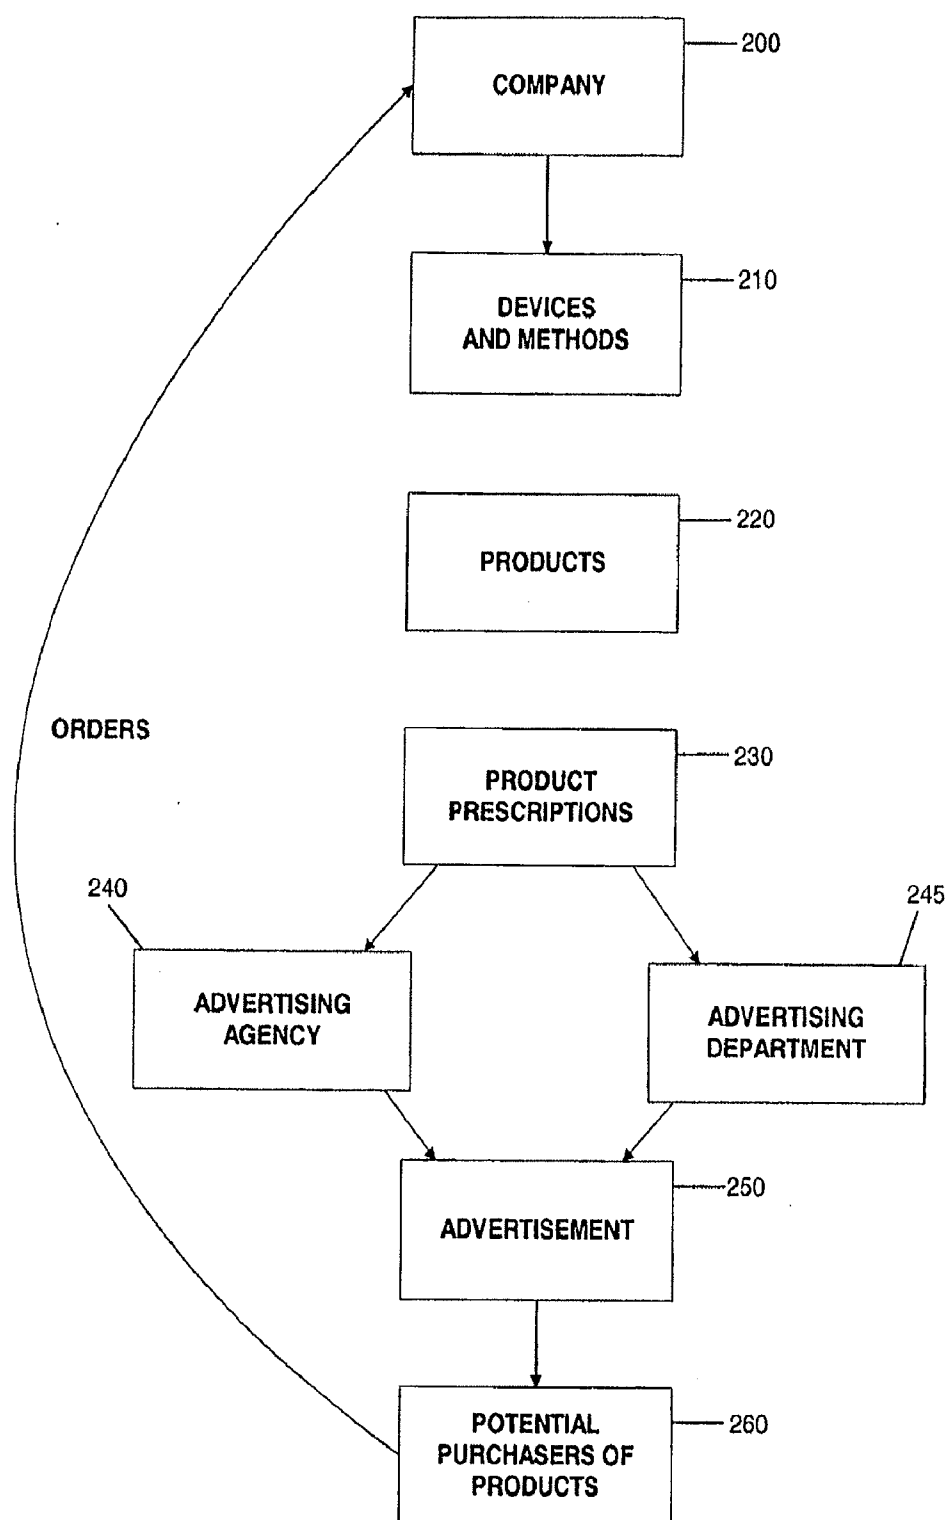 COMPANY
200
DEVICES
AND METHODS
210
PRODUCTS
220
ORDERS
PRODUCT
PRESCRIPTIONS
230
240
245
ADVERTISING
AGENCY
ADVERTISING
DEPARTMENT
ADVERTISEMENT
250
POTENTIAL
PURCHASERS OF
PRODUCTS
260